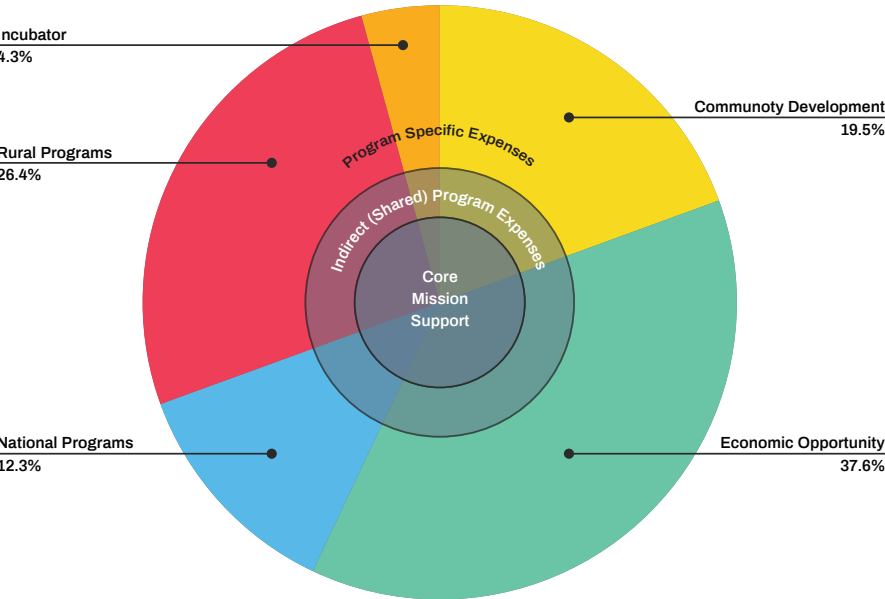 Incubator
4.3%
Communoty Development
19.5%
Program Specific Expenses
Rural Programs
26.4%
Indirect (Shared) Program Expenses
Core
Mission
Support
National Programs
12.3%
Economic Opportunity
37.6%